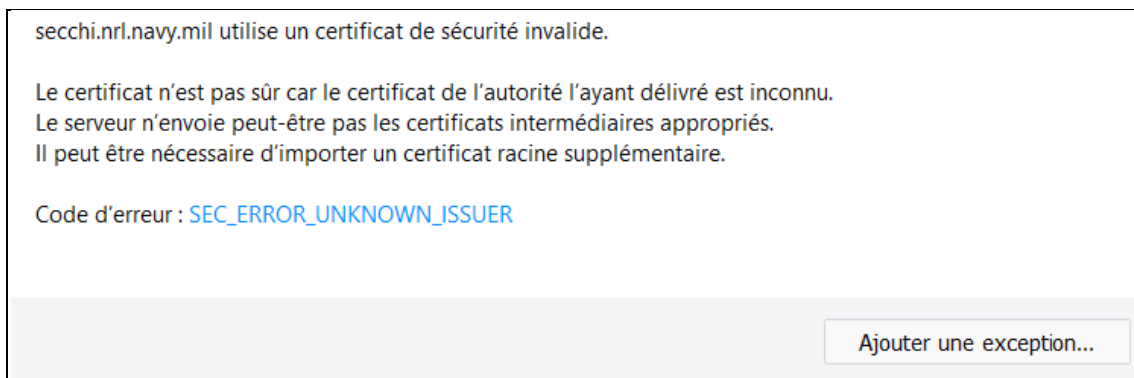 secchi.nrl.navy.mil utilise un certificat de sécurité invalide.
Le certificat n’est pas sûr car le certificat de l’autorité l’ayant délivré est inconnu.
Le serveur n’envoie peut-être pas les certificats intermédiaires appropriés.
Il peut être nécessaire d’importer un certificat racine supplémentaire.
Code d’erreur : SEC_ERROR_UNKNOWN_ISSUER
Ajouter une exception...